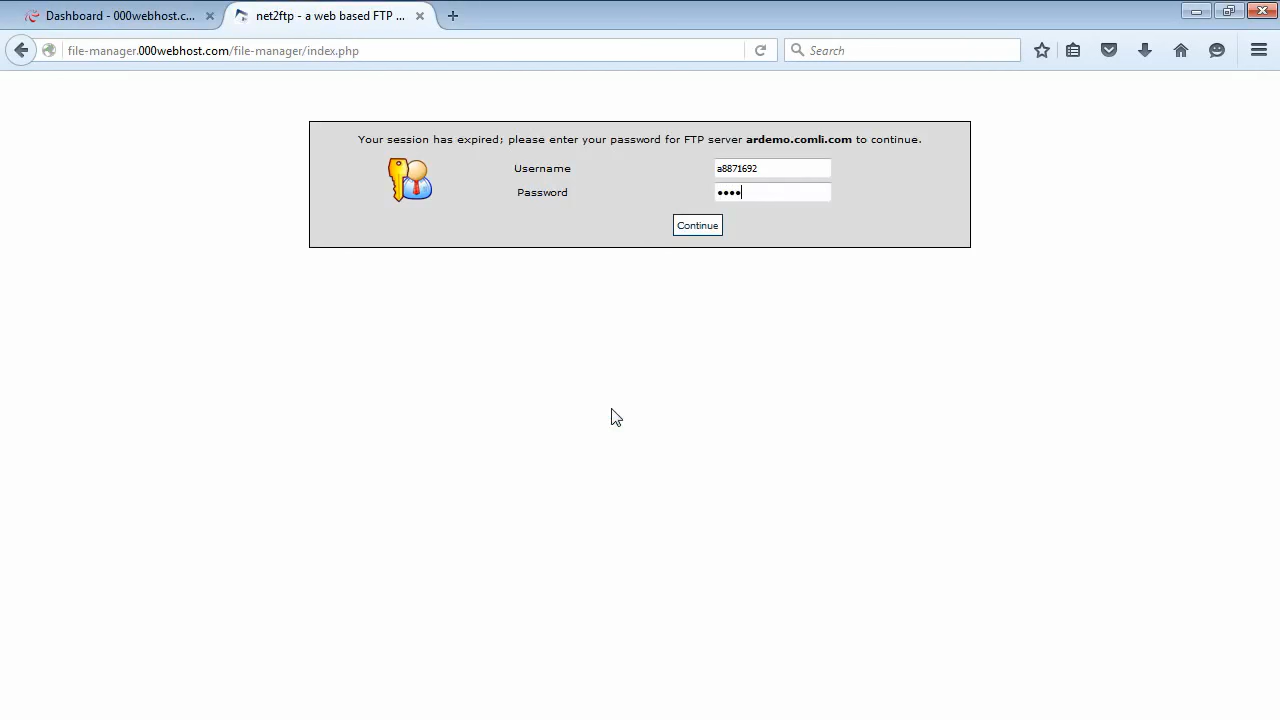 Dashboard - 000webhost.c...
net2ftp - a web based FTP ...
file-manager.000webhost.com/file-manager/index.php
Search
Your session has expired; please enter your password for FTP server ardemo.comli.com to continue.
Username a8871692
Password ••••
Continue